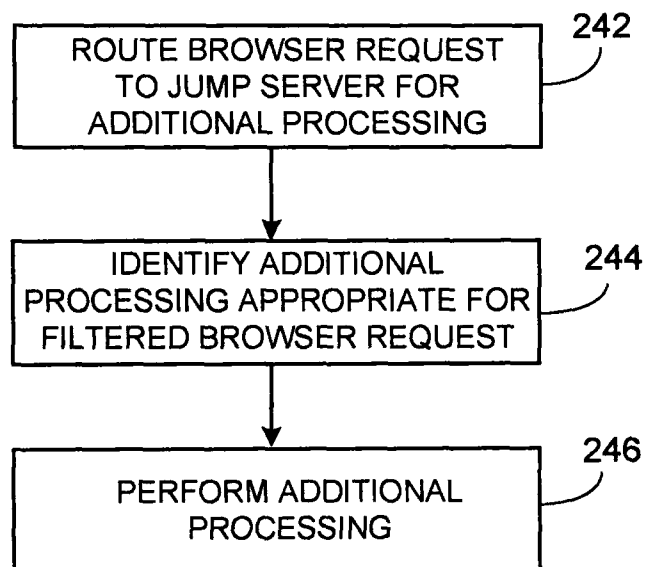 242
ROUTE BROWSER REQUEST
TO JUMP SERVER FOR
ADDITIONAL PROCESSING
244
IDENTIFY ADDITIONAL
PROCESSING APPROPRIATE FOR
FILTERED BROWSER REQUEST
246
PERFORM ADDITIONAL
PROCESSING